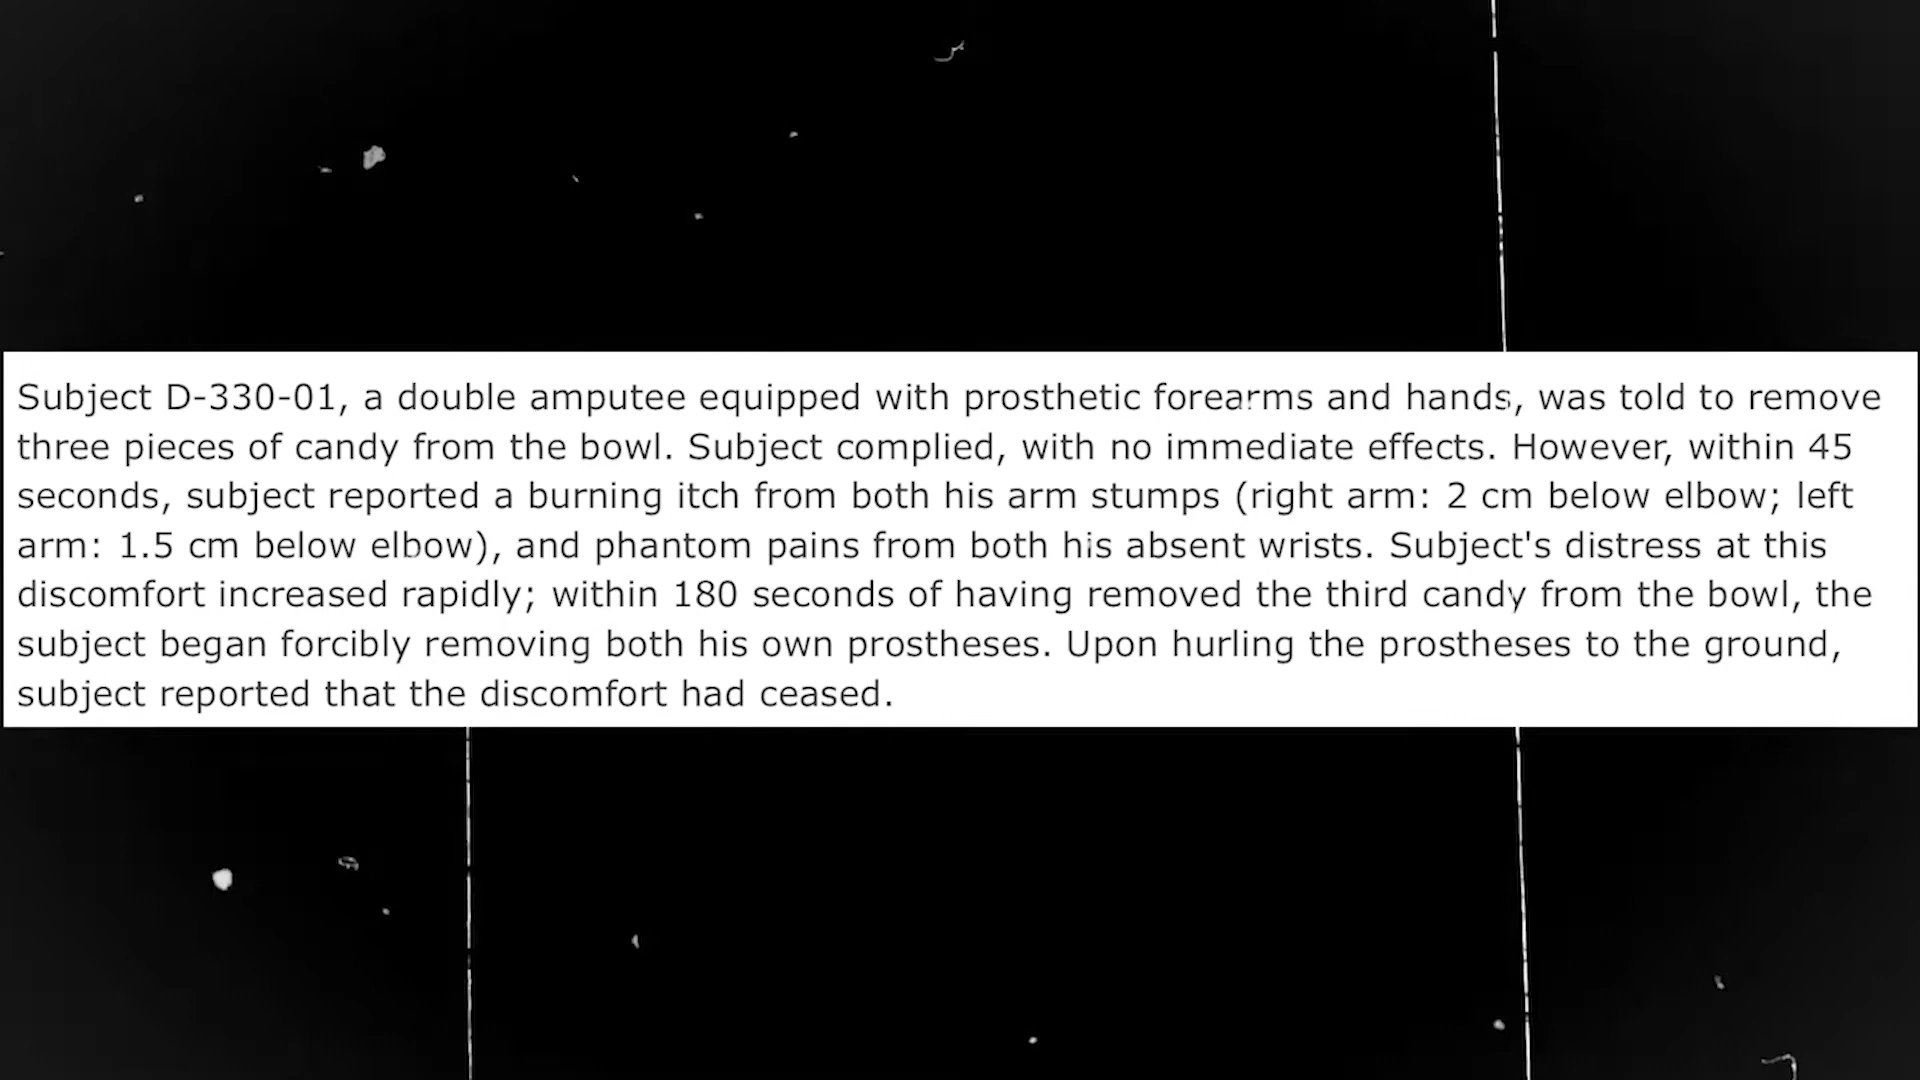 Subject D-330-01, a double amputee equipped with prosthetic forearms and hands, was told to remove
three pieces of candy from the bowl. Subject complied, with no immediate effects. However, within 45
seconds, subject reported a burning itch from both his arm stumps (right arm: 2 cm below elbow; left
arm: 1.5 cm below elbow), and phantom pains from both his absent wrists. Subject's distress at this
discomfort increased rapidly; within 180 seconds of having removed the third candy from the bowl, the
subject began forcibly removing both his own prostheses. Upon hurling the prostheses to the ground,
subject reported that the discomfort had ceased.